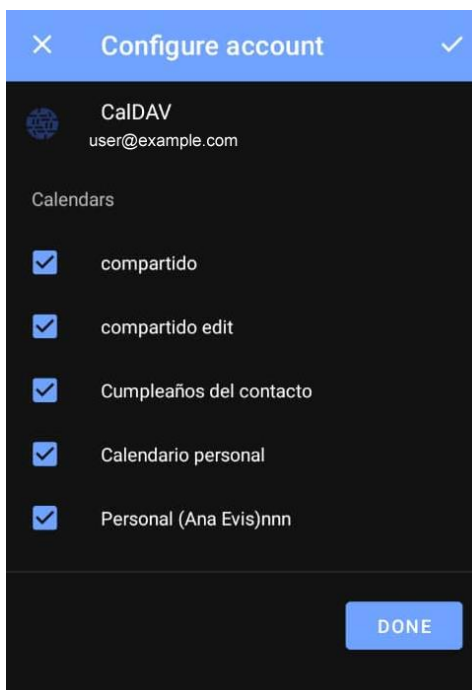 Configure account
CalDAV
user@example.com
Calendars
compartido
compartido edit
Cumpleaños del contacto
Calendario personal
Personal (Ana Evis)nnn
DONE